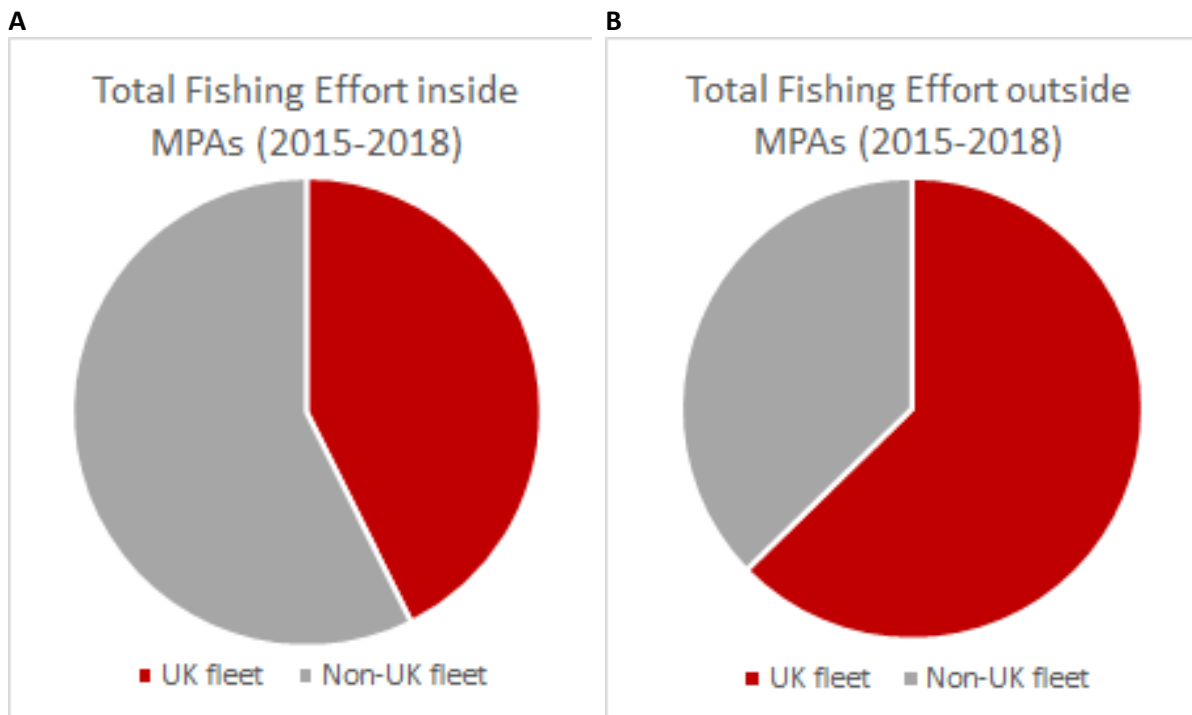 A
Total Fishing Effort inside
MPAs (2015-2018)
UK fleet Non-UK fleet
B
Total Fishing Effort outside
MPAs (2015-2018)
UK fleet Non-UK fleet